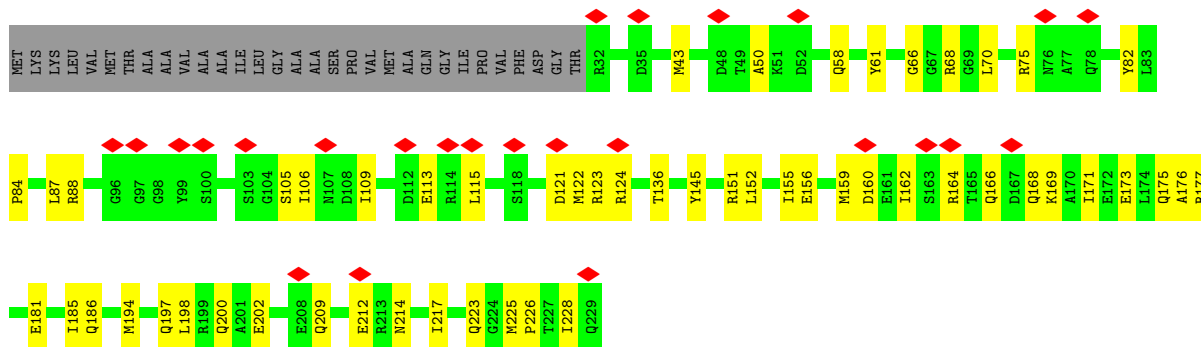 MET LYS LYS LEU VAL MET THR ALA ALA VAL ALA ALA ILE LEU GLY ALA ALA SER PRO VAL MET ALA GLN GLY ILE PRO VAL PHE ASP GLY THR R32 D35 M43 D48 T49 A50 K51 D52 Q58 Y61 G66 G67 R68 G69 L70 R75 N76 A77 Q78 Y82 L83
P84 L87 R88 G96 G97 G98 Y99 S100 S103 G104 S105 I106 N107 D108 I109 D112 E113 R114 L115 S118 D121 M122 R123 R124 T136 Y145 R151 L152 I155 E156 M159 D160 E161 I162 S163 R164 T165 Q166 D167 Q168 K169 A170 I171 E172 E173 L174 Q175 A176 R177
E181 I185 Q186 M194 Q197 L198 R199 Q200 A201 E202 E208 Q209 E212 R213 N214 I217 Q223 G224 M225 P226 T227 I228 Q229